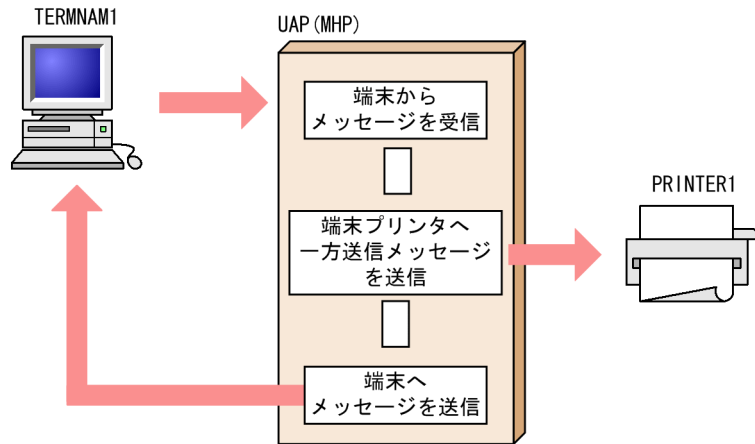 TERMNAM1
UAP(MHP)
端末から
メッセージを受信
PRINTER1
端末プリンタへ
一方送信メッセージ
を送信
端末へ
メッセージを送信